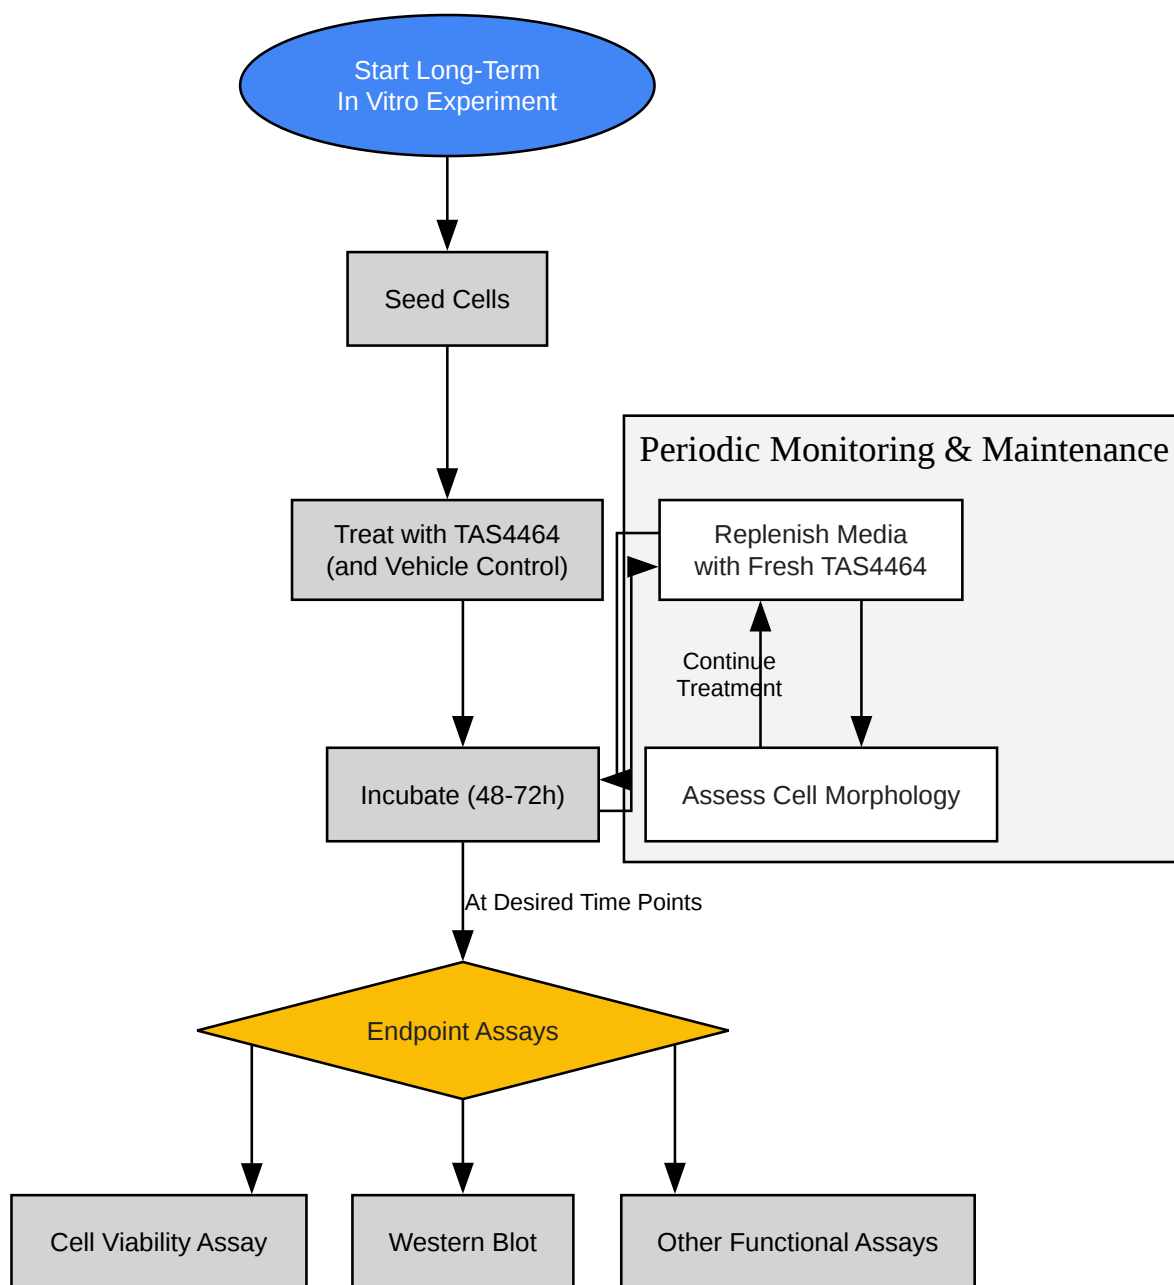 Start Long-Term
In Vitro Experiment
Seed Cells
Periodic Monitoring & Maintenance
Treat with TAS4464
(and Vehicle Control)
Replenish Media
with Fresh TAS4464
Continue
Treatment
Incubate (48-72h)
Assess Cell Morphology
At Desired Time Points
Endpoint Assays
Cell Viability Assay
Western Blot
Other Functional Assays